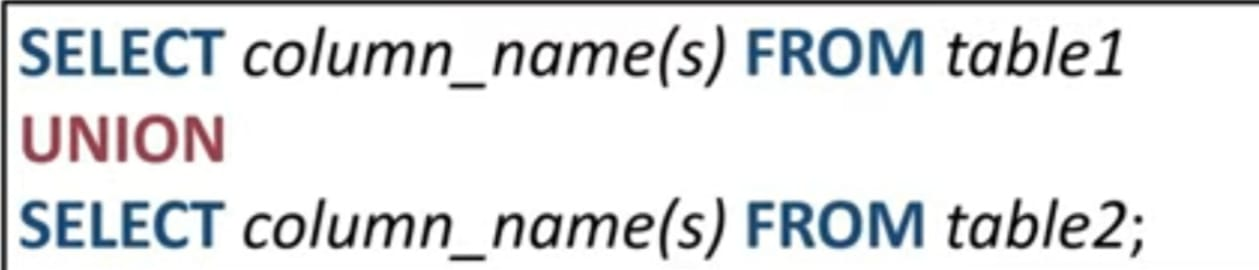 SELECT column_name(s) FROM table1
UNION
SELECT column_name(s) FROM table2;